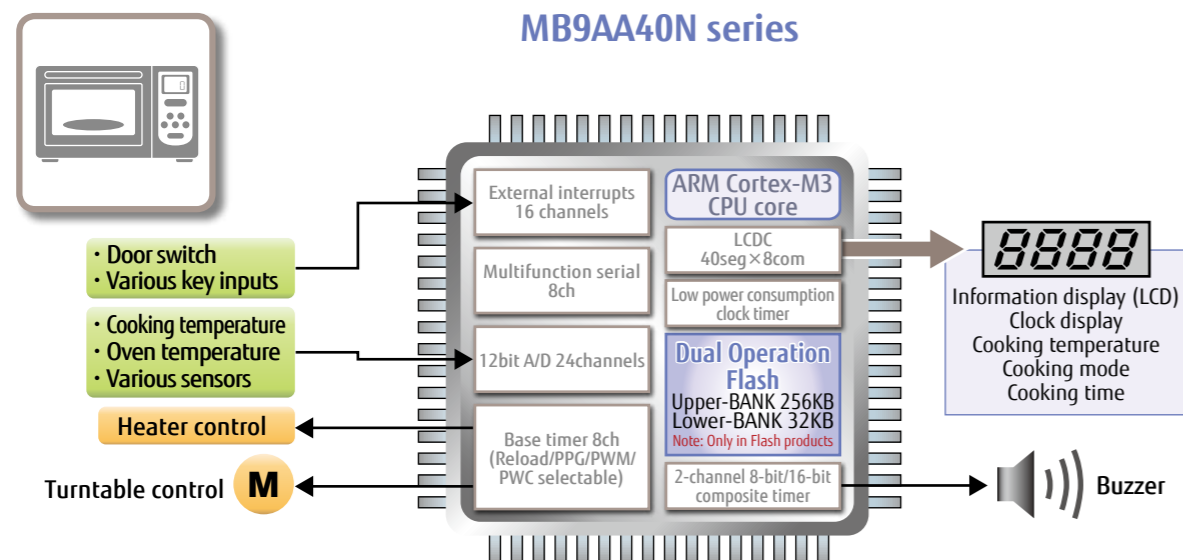 MB9AA40N series
External interrupts
16 channels
Multifunction serial
8ch
12bit A/D 24channels
Base timer 8ch
(Reload/PPG/PWM/
PWC selectable)
ARM Cortex-M3
CPU core
LCDC
40seg×8com
Low power consumption
clock timer
Dual Operation
Flash
Upper-BANK 256KB
Lower-BANK 32KB
Note: Only in Flash products
2-channel 8-bit/16-bit
composite timer
・Door switch
・Various key inputs
・Cooking temperature
・Oven temperature
・Various sensors
Heater control
Turntable control M
8888
Information display (LCD)
Clock display
Cooking temperature
Cooking mode
Cooking time
Buzzer